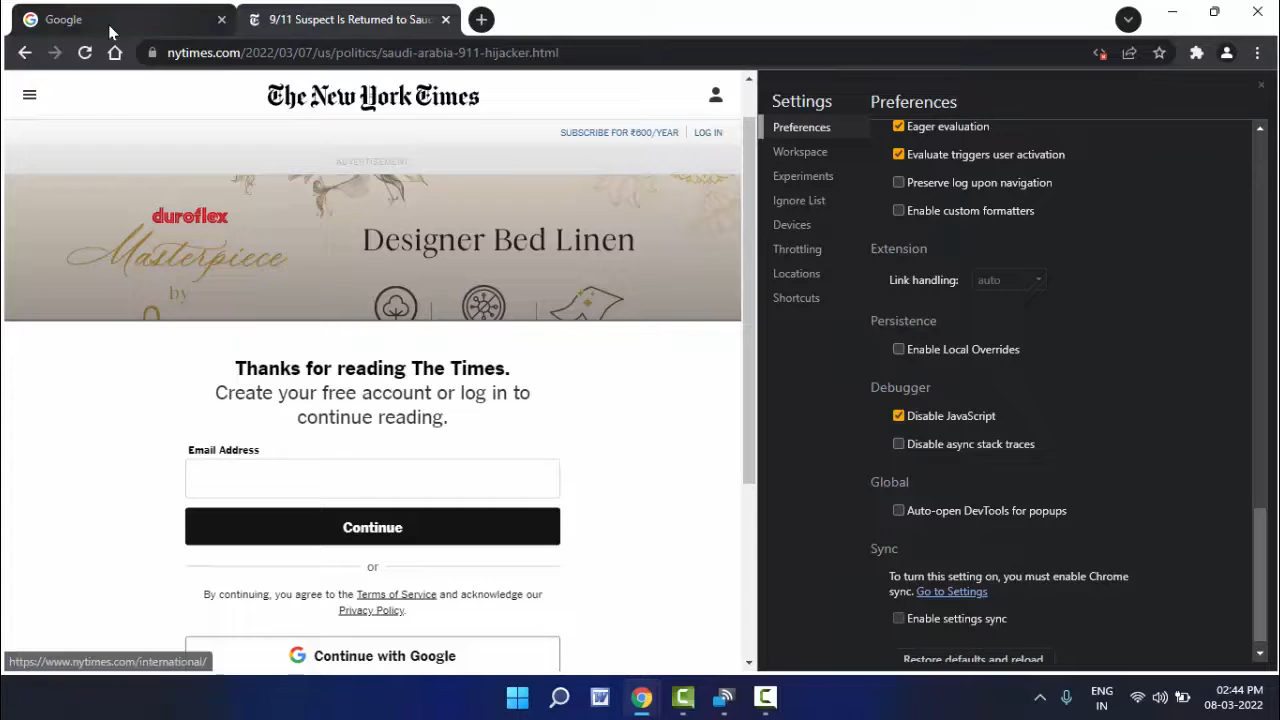 Google
9/11 Suspect Is Returned to Sau
nytimes.com/2022/03/07/us/politics/saudi-arabia-911-hijacker.html
The New York Times
SUBSCRIBE FOR ₹600/YEAR
LOG IN
ADVERTISEMENT
duroflex
Masterpiece
by
Designer Bed Linen
Thanks for reading The Times.
Create your free account or log in to
continue reading.
Email Address
Continue
or
By continuing, you agree to the Terms of Service and acknowledge our
Privacy Policy.
Continue with Google
https://www.nytimes.com/international/
Settings
Preferences
Workspace
Experiments
Ignore List
Devices
Throttling
Locations
Shortcuts
Preferences
Eager evaluation
Evaluate triggers user activation
Preserve log upon navigation
Enable custom formatters
Extension
Link handling: auto
Persistence
Enable Local Overrides
Debugger
Disable JavaScript
Disable async stack traces
Global
Auto-open DevTools for popups
Sync
To turn this setting on, you must enable Chrome
sync. Go to Settings
Enable settings sync
Restore defaults and reload
ENG
IN
02:44 PM
08-03-2022